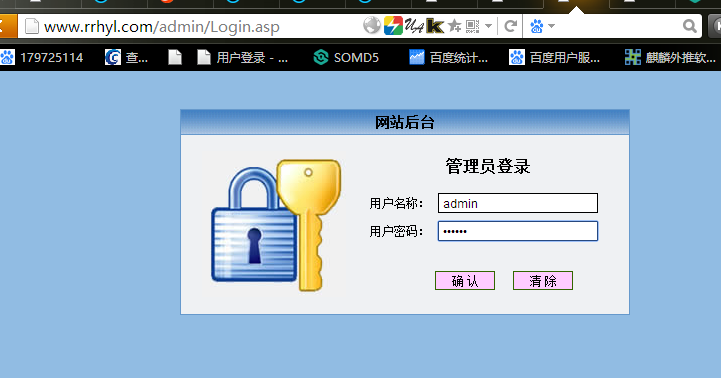 www.rrhyl.com/admin/Login.asp
179725114 查... 用户登录 - ... SOMD5 百度统计... 百度用户服... 麒麟外推软...
网站后台
管理员登录
用户名称： admin
用户密码： ••••••
确 认 清 除